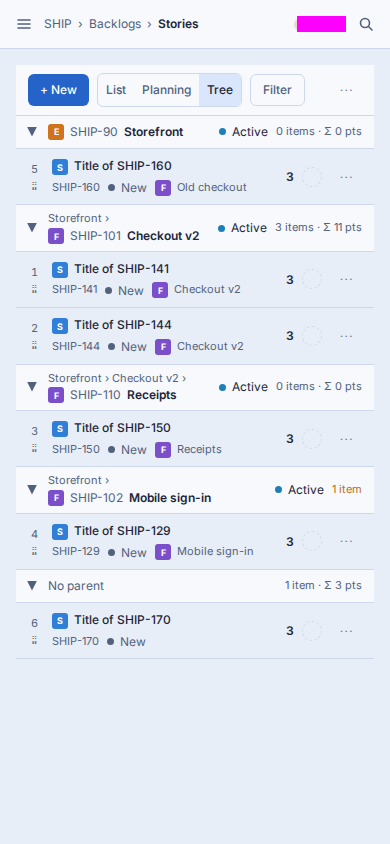 SHIP › Backlogs › Stories
+ New List Planning Tree Filter ...
E SHIP-90 Storefront Active 0 items · Σ 0 pts
5 S Title of SHIP-160 3 ...
SHIP-160 New F Old checkout
Storefront ›
F SHIP-101 Checkout v2 Active 3 items · Σ 11 pts
1 S Title of SHIP-141 3 ...
SHIP-141 New F Checkout v2
2 S Title of SHIP-144 3 ...
SHIP-144 New F Checkout v2
Storefront › Checkout v2 ›
F SHIP-110 Receipts Active 0 items · Σ 0 pts
3 S Title of SHIP-150 3 ...
SHIP-150 New F Receipts
Storefront ›
F SHIP-102 Mobile sign-in Active 1 item
4 S Title of SHIP-129 3 ...
SHIP-129 New F Mobile sign-in
No parent 1 item · Σ 3 pts
6 S Title of SHIP-170 3 ...
SHIP-170 New